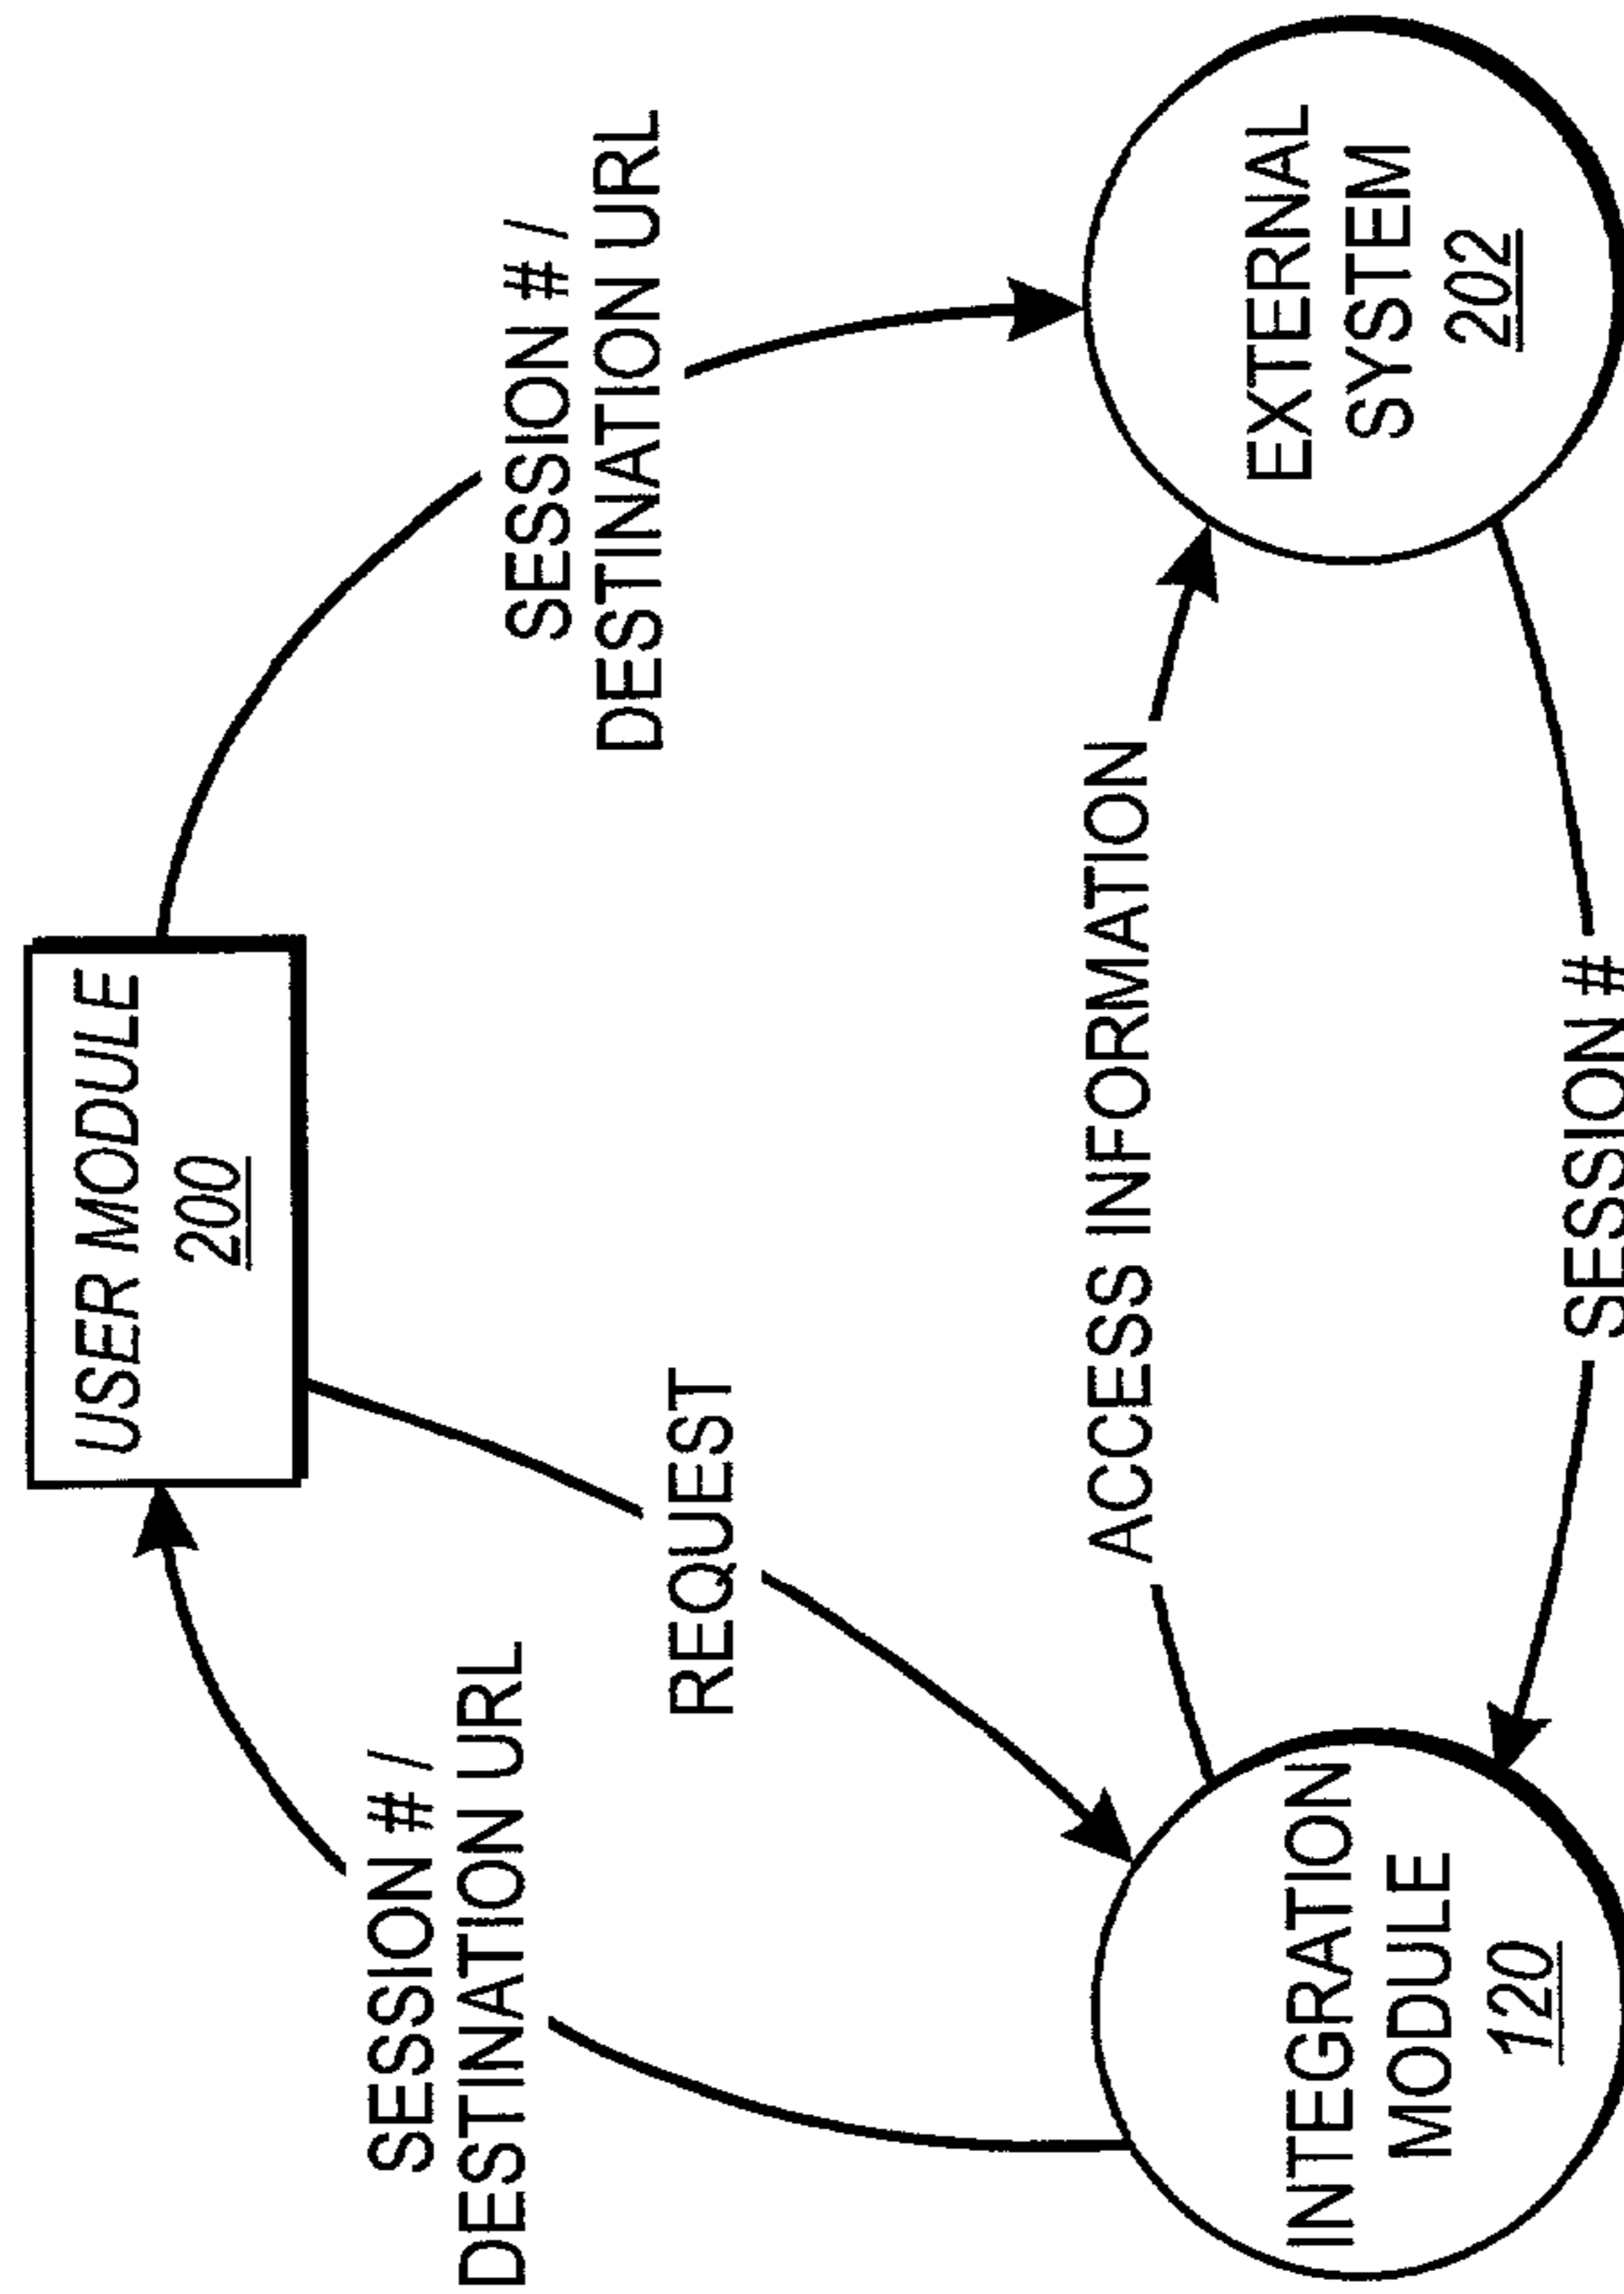 USER MODULE
200
SESSION # /
DESTINATION URL
REQUEST
SESSION # /
DESTINATION URL
ACCESS INFORMATION
INTEGRATION
MODULE
120
EXTERNAL
SYSTEM
202
SESSION #